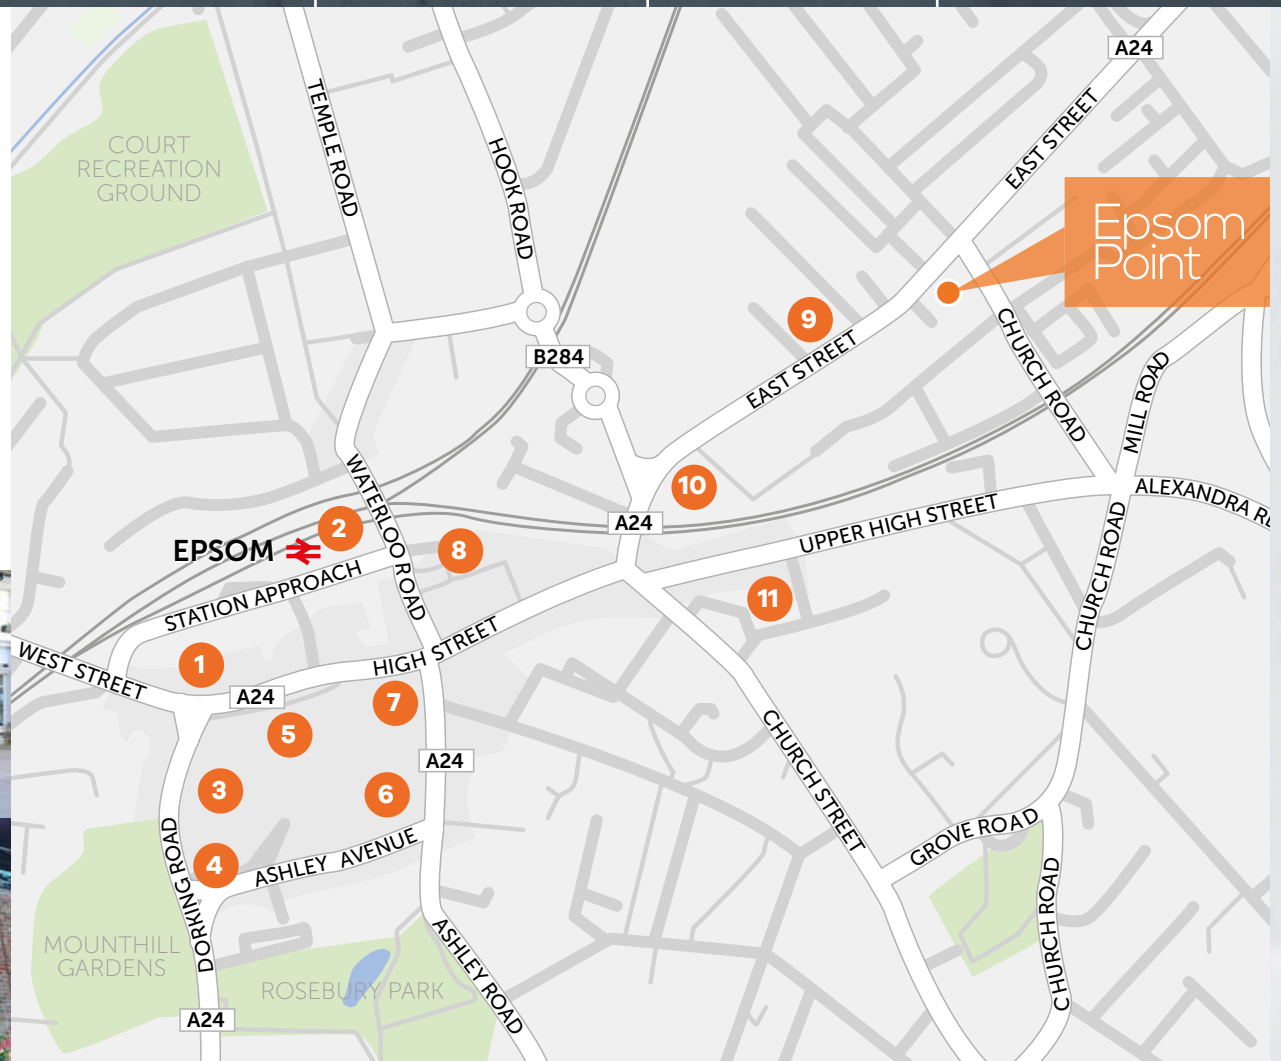 A24
TEMPLE ROAD
HOOK ROAD
EAST STREET
COURT
RECREATION
GROUND
Epsom
Point
9
B284
EAST STREET
CHURCH ROAD
MILL ROAD
WATERLOO ROAD
10
ALEXANDRA R
2
A24
UPPER HIGH STREET
EPSOM
8
STATION APPROACH
11
CHURCH ROAD
WEST STREET
1
HIGH STREET
A24
7
5
CHURCH STREET
A24
3
6
GROVE ROAD
DORKING ROAD
4
ASHLEY AVENUE
MOUNTHILL
GARDENS
ASHLEY ROAD
CHURCH ROAD
ROSEBURY PARK
A24